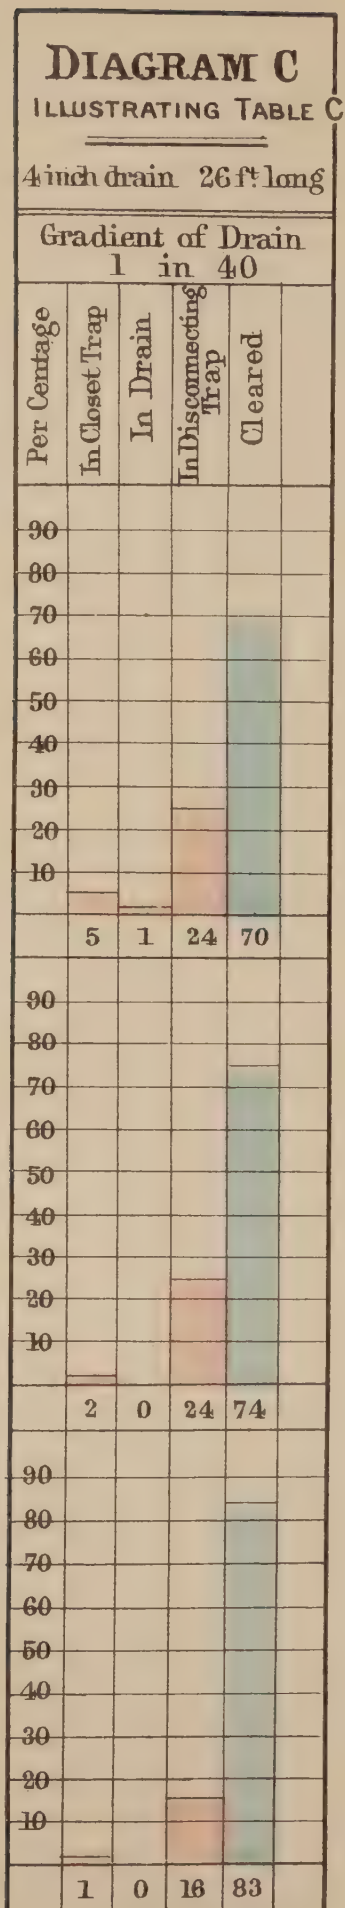 DIAGRAM C
ILLUSTRATING TABLE C
4 inch drain 26 ft. long
Gradient of Drain
1 in 40
Per Centage
In Closet Trap
In Drain
In Disconnecting
Trap
Cleared
90
80
70
60
50
40
30
20
10
5 1 24 70
90
80
70
60
50
40
30
20
10
2 0 24 74
90
80
70
60
50
40
30
20
10
1 0 16 83